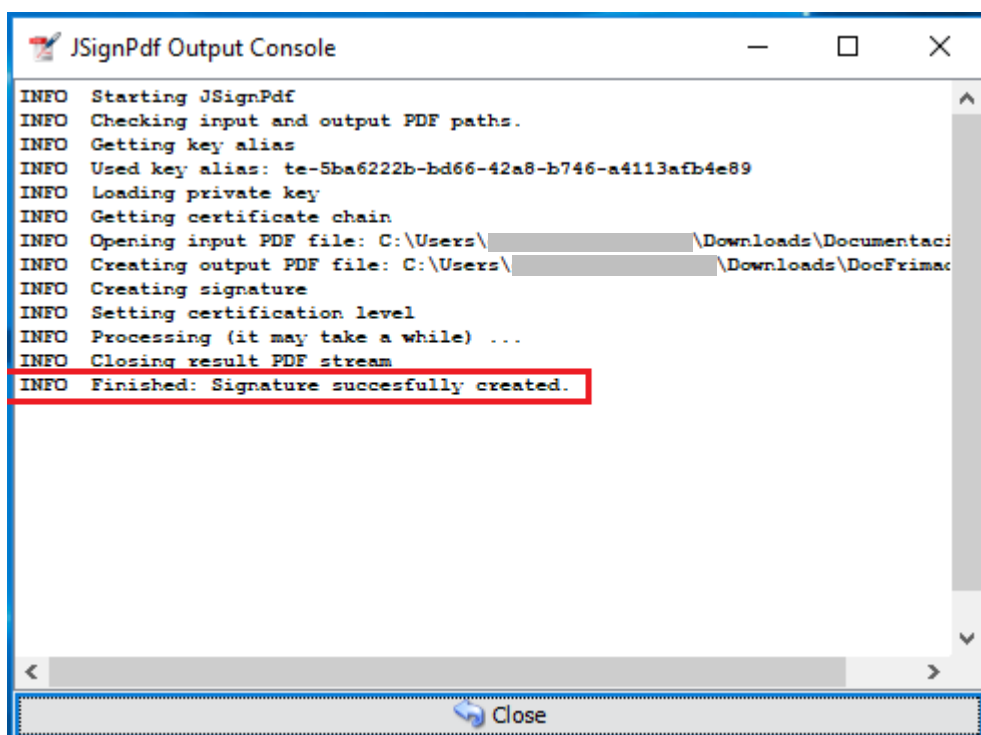 JSignPdf Output Console
INFO Starting JSignPdf
INFO Checking input and output PDF paths.
INFO Getting key alias
INFO Used key alias: te-5ba6222b-bd66-42a8-b746-a4113afb4e89
INFO Loading private key
INFO Getting certificate chain
INFO Opening input PDF file: C:\Users\ \Downloads\Documentaci
INFO Creating output PDF file: C:\Users\ \Downloads\DocFrimac
INFO Creating signature
INFO Setting certification level
INFO Processing (it may take a while) ...
INFO Closing result PDF stream
INFO Finished: Signature succesfully created.
Close